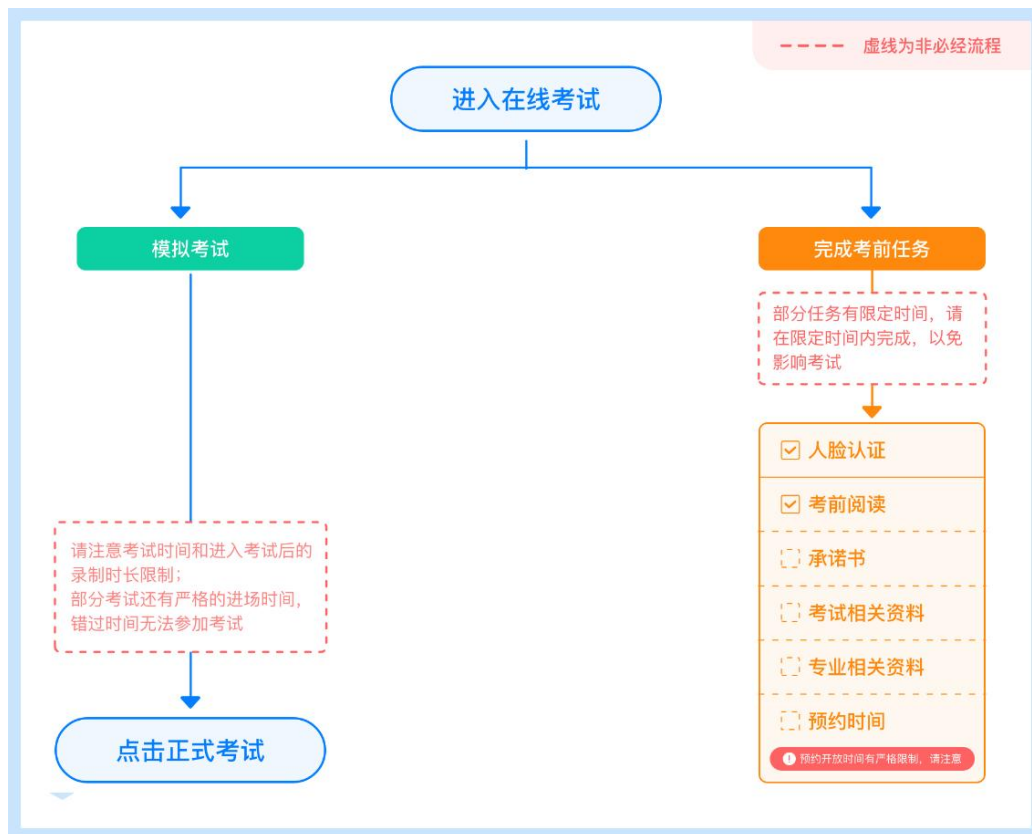 虚线为非必经流程
进入在线考试
模拟考试
完成考前任务
部分任务有限定时间，请
在限定时间内完成，以免
影响考试
人脸认证
考前阅读
承诺书
考试相关资料
专业相关资料
预约时间
预约开放时间有严格限制，请注意
请注意考试时间和进入考试后的
录制时长限制；
部分考试还有严格的进场时间，
错过时间无法参加考试
点击正式考试